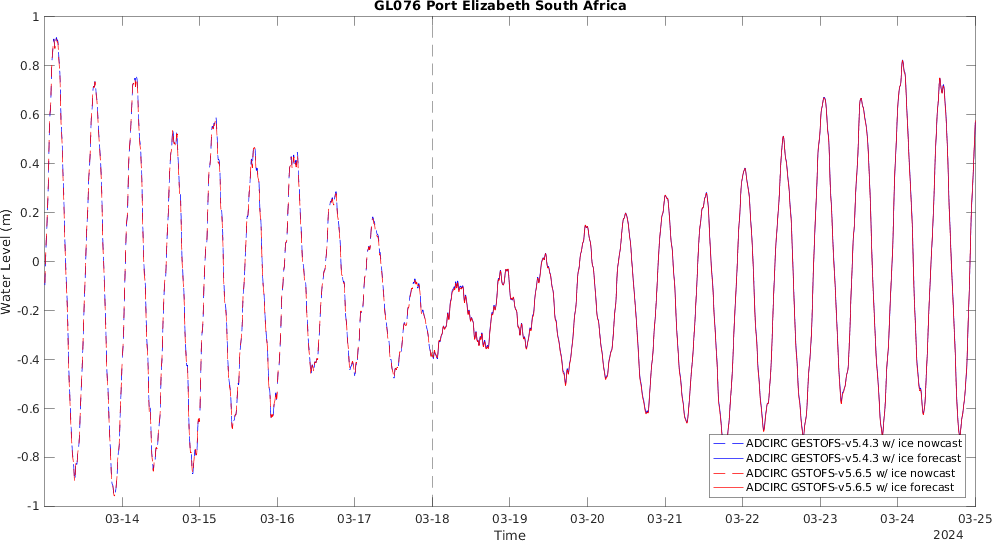 GL076 Port Elizabeth South Africa
1
0.8
0.6
0.4
0.2
0
-0.2
-0.4
-0.6
-0.8
-1
Water Level (m)
ADCIRC GESTOFS-v5.4.3 w/ ice nowcast
ADCIRC GESTOFS-v5.4.3 w/ ice forecast
ADCIRC GSTOFS-v5.6.5 w/ ice nowcast
ADCIRC GSTOFS-v5.6.5 w/ ice forecast
03-14 03-15 03-16 03-17 03-18 03-19 03-20 03-21 03-22 03-23 03-24 03-25
Time 2024